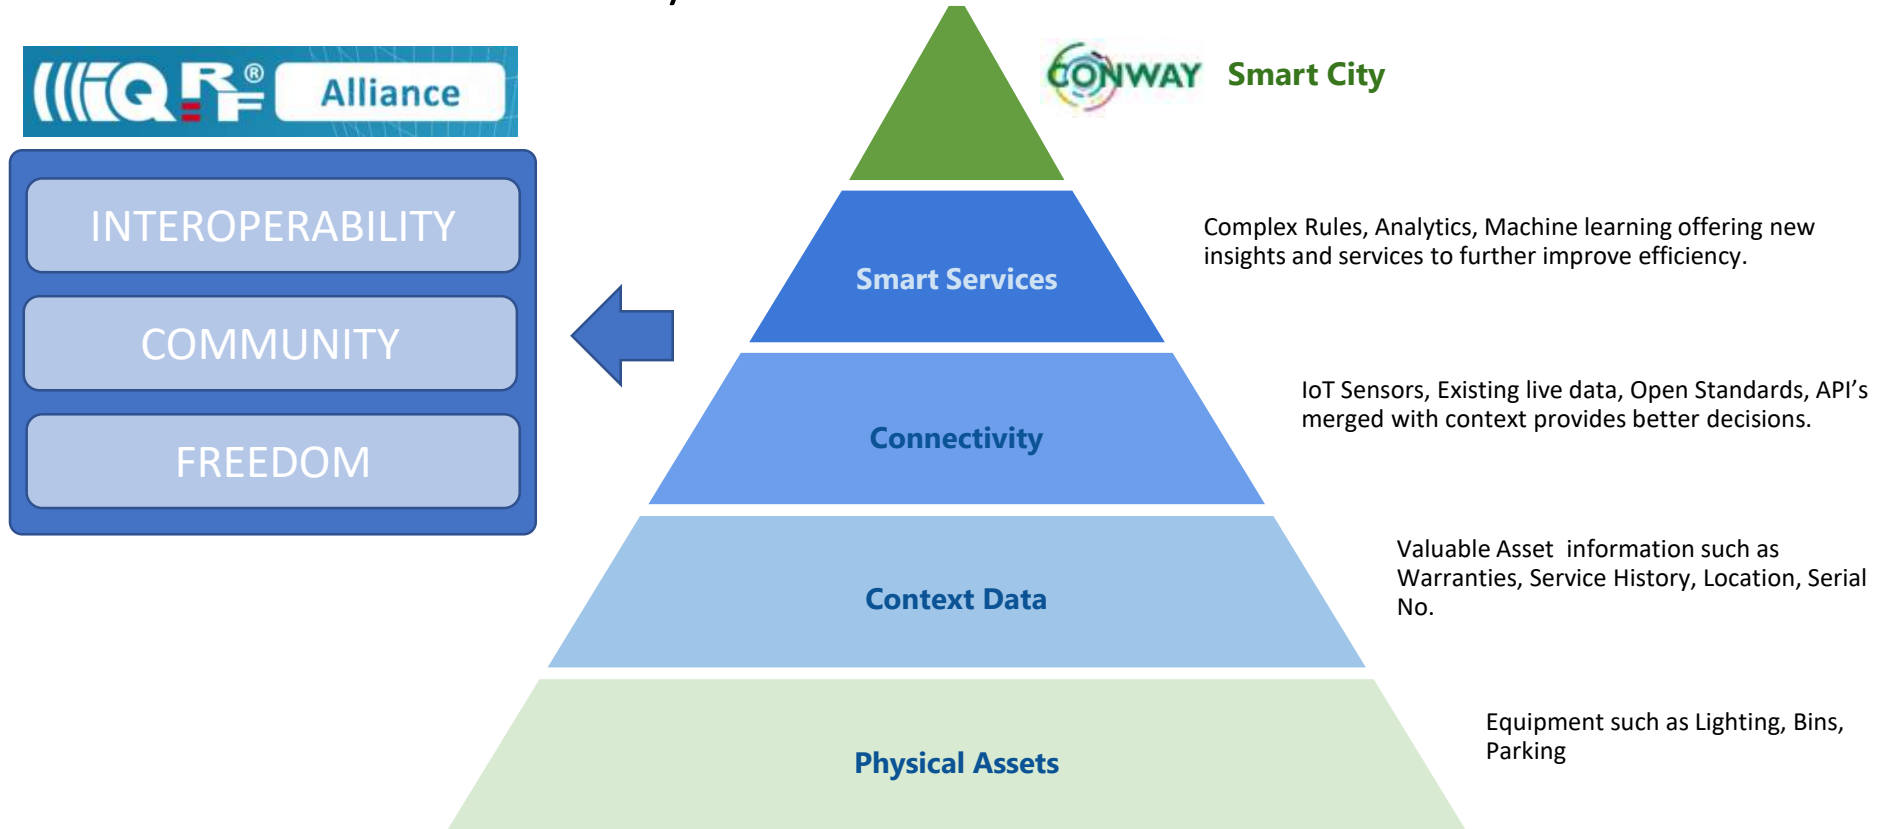 IQRF® Alliance
INTEROPERABILITY
COMMUNITY
FREEDOM
CONWAY Smart City
Smart Services
Complex Rules, Analytics, Machine learning offering new
insights and services to further improve efficiency.
Connectivity
IoT Sensors, Existing live data, Open Standards, API’s
merged with context provides better decisions.
Context Data
Valuable Asset  information such as
Warranties, Service History, Location, Serial
No.
Physical Assets
Equipment such as Lighting, Bins,
Parking